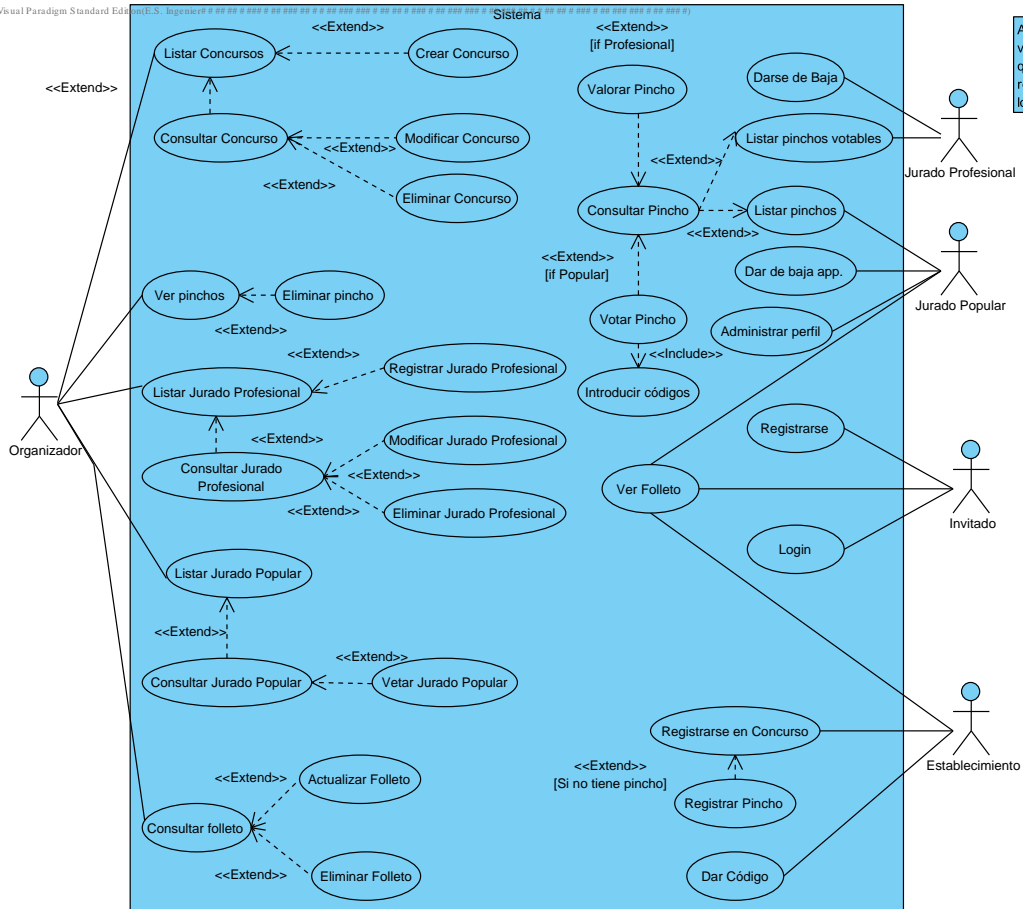 Visual Paradigm Standard Edition(E.S. Ingenier
Sistema
<<Extend>>
Listar Concursos
<<Extend>>
Crear Concurso
Consultar Concurso
<<Extend>>
Modificar Concurso
<<Extend>>
Eliminar Concurso
Ver pinchos
Eliminar pincho
<<Extend>>
<<Extend>>
Listar Jurado Profesional
Registrar Jurado Profesional
<<Extend>>
Modificar Jurado Profesional
Consultar Jurado
Profesional
<<Extend>>
<<Extend>>
Eliminar Jurado Profesional
Organizador
Listar Jurado Popular
<<Extend>>
<<Extend>>
Consultar Jurado Popular
Vetar Jurado Popular
<<Extend>>
Actualizar Folleto
Consultar folleto
<<Extend>>
Eliminar Folleto
<<Extend>>
[if Profesional]
Valorar Pincho
Darse de Baja
Listar pinchos votables
<<Extend>>
Consultar Pincho
Listar pinchos
<<Extend>>
<<Extend>>
[if Popular]
Dar de baja app.
Votar Pincho
Administrar perfil
<<Include>>
Introducir códigos
Registrarse
Ver Folleto
Login
Registrarse en Concurso
<<Extend>>
[Si no tiene pincho]
Registrar Pincho
Dar Código
Jurado Profesional
Jurado Popular
Invitado
Establecimiento